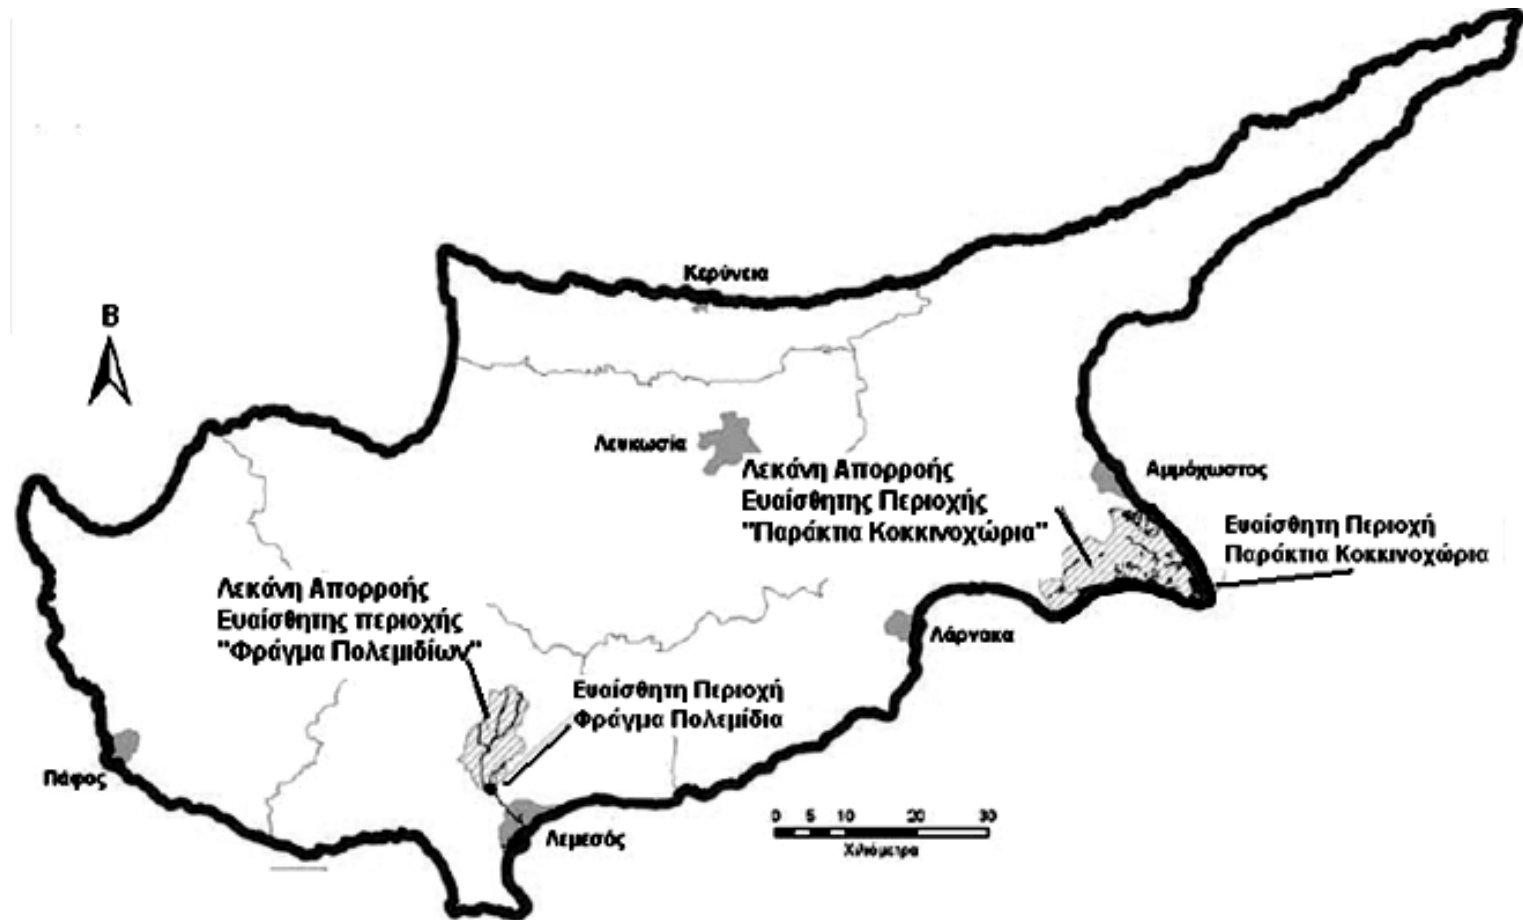 Κερύνεια
Β
Λευκωσία
Λεκάνη Απορροής
Ευαίσθητης Περιοχής
"Παράκτια Κοκκινοχώρια"
Αμμόχωστος
Ευαίσθητη Περιοχή
Παράκτια Κοκκινοχώρια
Λεκάνη Απορροής
Ευαίσθητης περιοχής
"Φράγμα Πολεμιδίων"
Λάρνακα
Ευαίσθητη Περιοχή
Φράγμα Πολεμίδια
Πάφος
Λεμεσός
0 5 10 20 30
Χιλιόμετρα